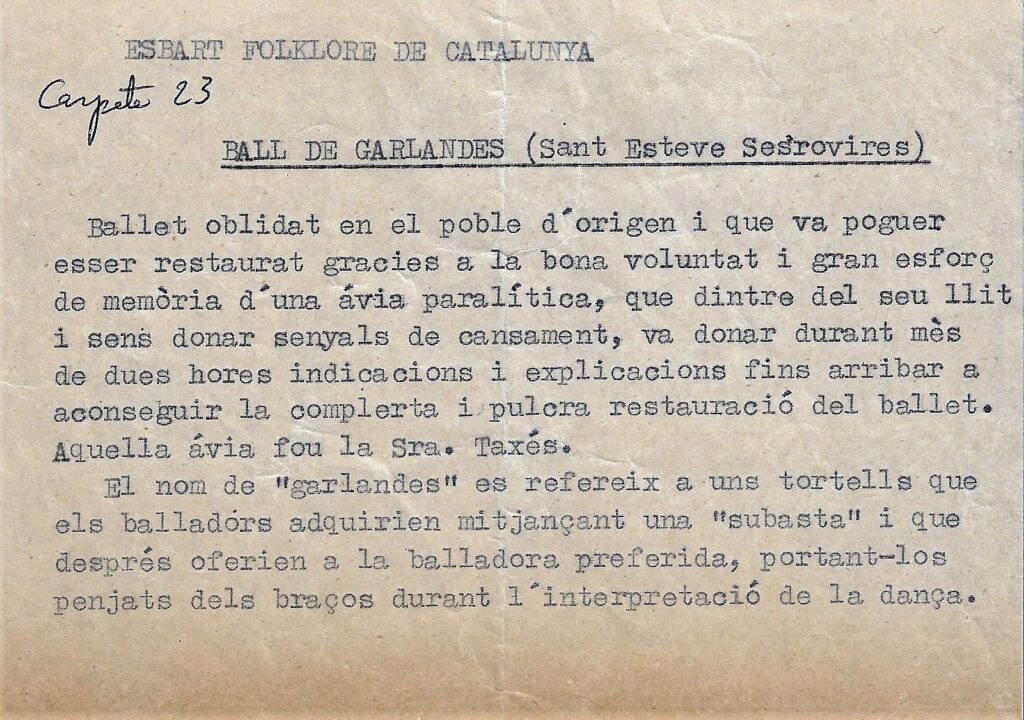 ESBART FOLKLORE DE CATALUNYA
Carpeta 23
BALL DE GARLANDES (Sant Esteve Sesrovires)
Ballet oblidat en el poble d´origen i que va poguer
esser restaurat gracies a la bona voluntat i gran esforç
de memòria d´una ávia paralítica, que dintre del seu llit
i sens donar senyals de cansament, va donar durant mès
de dues hores indicacions i explicacions fins arribar a
aconseguir la complerta i pulcra restauració del ballet.
Aquella ávia fou la Sra. Taxés.
El nom de "garlandes" es refereix a uns tortells que
els balladors adquirien mitjançant una "subasta" i que
després oferien a la balladora preferida, portant-los
penjats dels braços durant l´interpretació de la dança.